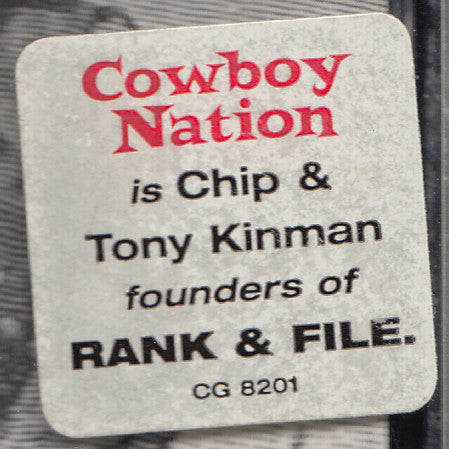 Cowboy
Nation
is Chip &
Tony Kinman
founders of
RANK & FILE.
CG 8201